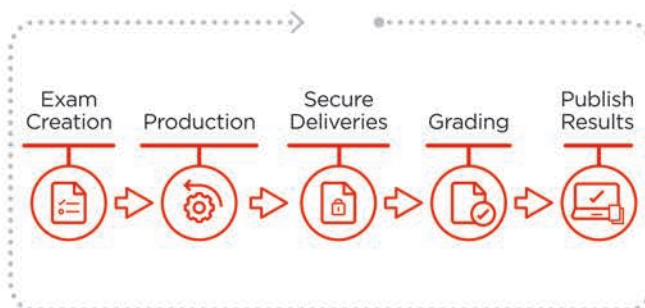 Exam
Creation
Production
Secure
Deliveries
Grading
Publish
Results